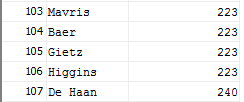 103 Mavris 223
104 Baer 223
105 Gietz 223
106 Higgins 223
107 De Haan 240